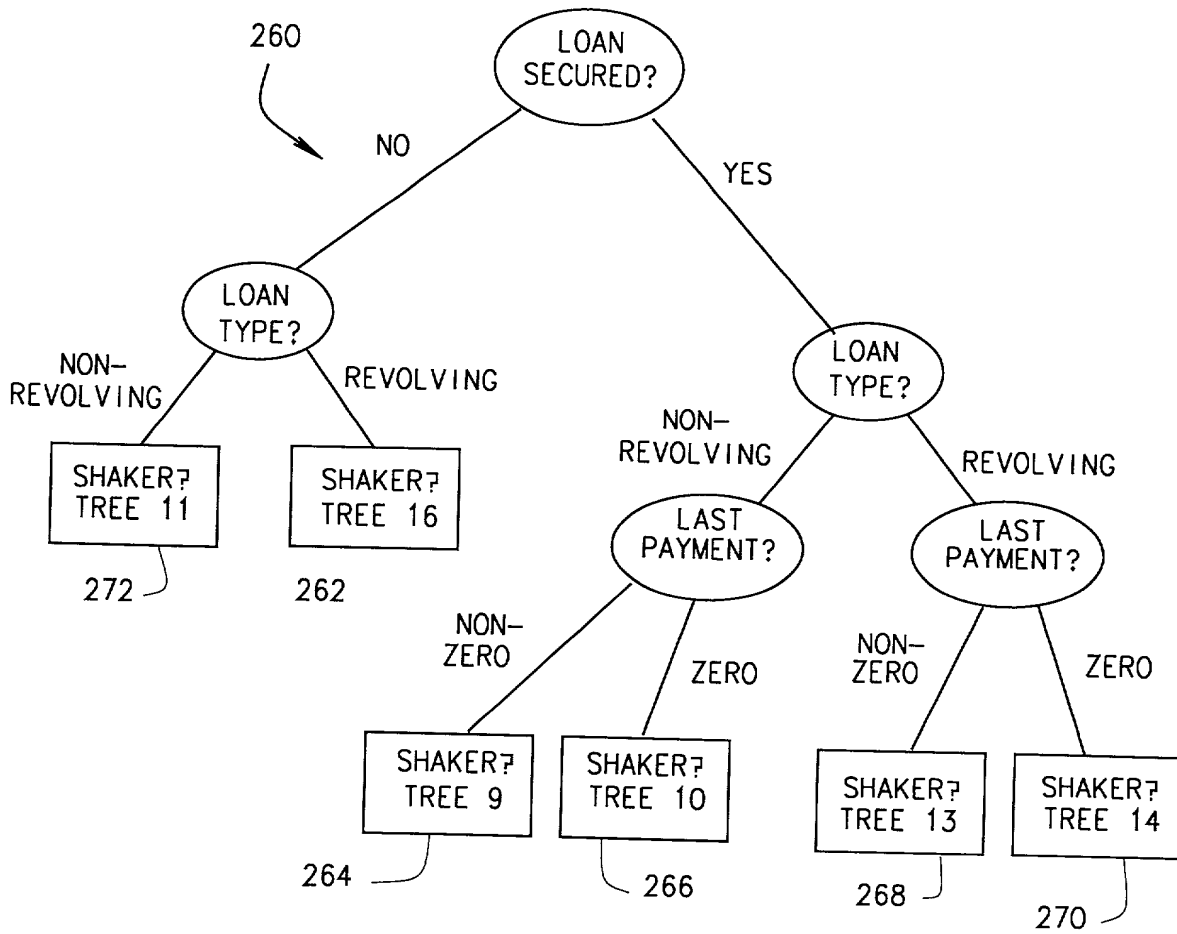 260
LOAN
SECURED?
NO
YES
LOAN
TYPE?
LOAN
TYPE?
NON-
REVOLVING
REVOLVING
NON-
REVOLVING
REVOLVING
SHAKER?
TREE 11
SHAKER?
TREE 16
272
262
LAST
PAYMENT?
LAST
PAYMENT?
NON-
ZERO
ZERO
NON-
ZERO
ZERO
SHAKER?
TREE 9
SHAKER?
TREE 10
SHAKER?
TREE 13
SHAKER?
TREE 14
264
266
268
270